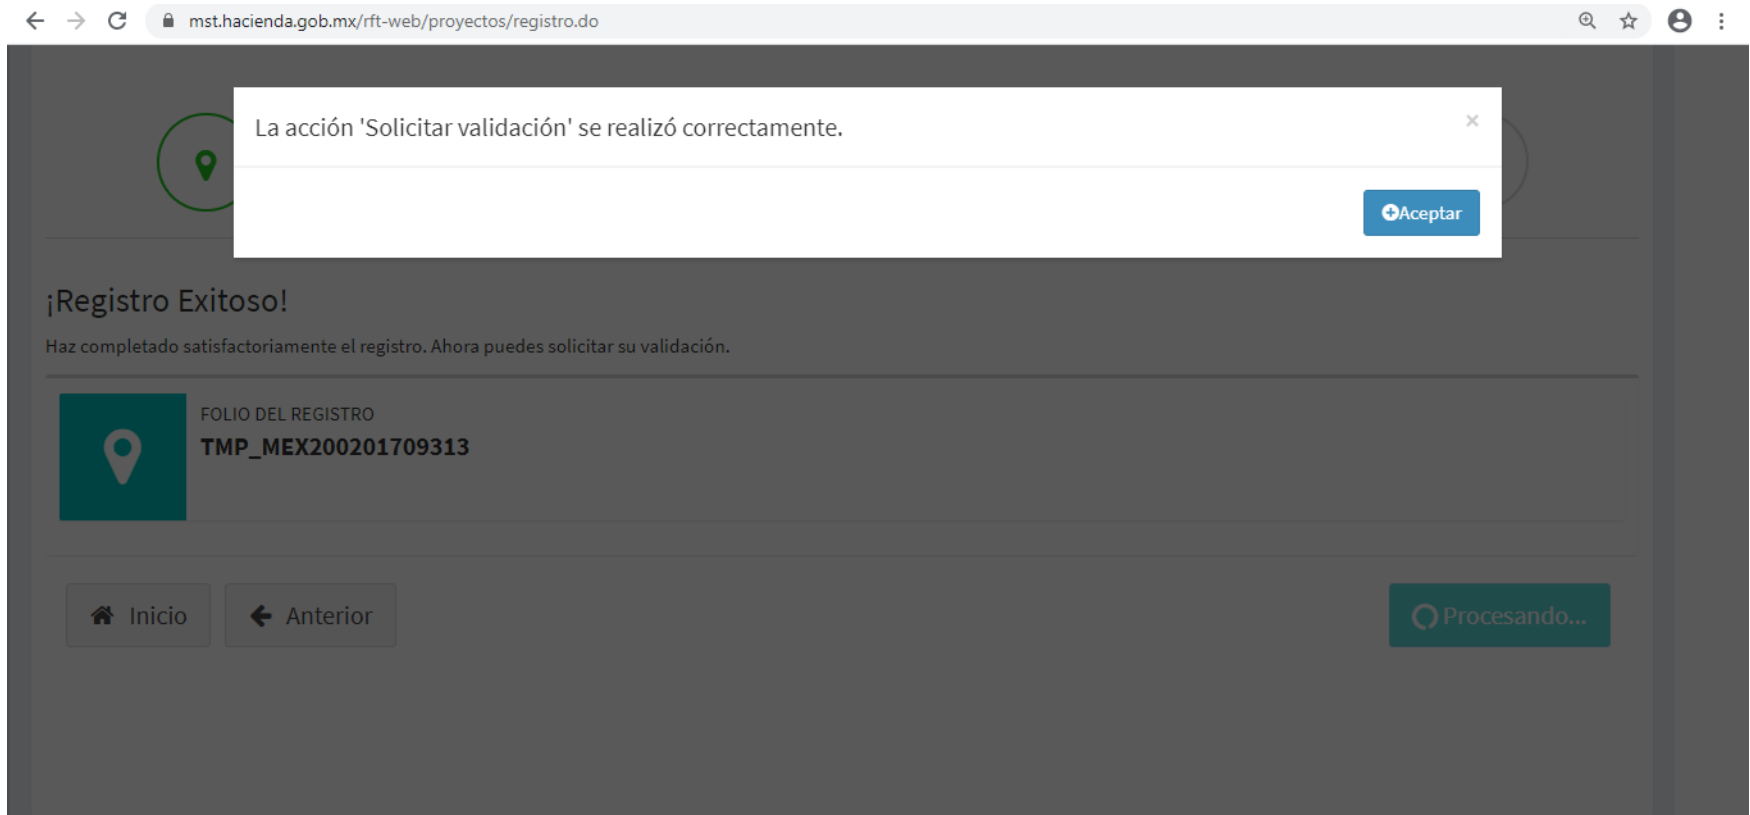 mst.hacienda.gob.mx/rft-web/proyectos/registro.do
La acción 'Solicitar validación' se realizó correctamente.
×
Aceptar
¡Registro Exitoso!
Haz completado satisfactoriamente el registro. Ahora puedes solicitar su validación.
FOLIO DEL REGISTRO
TMP_MEX200201709313
Inicio
Anterior
Procesando...